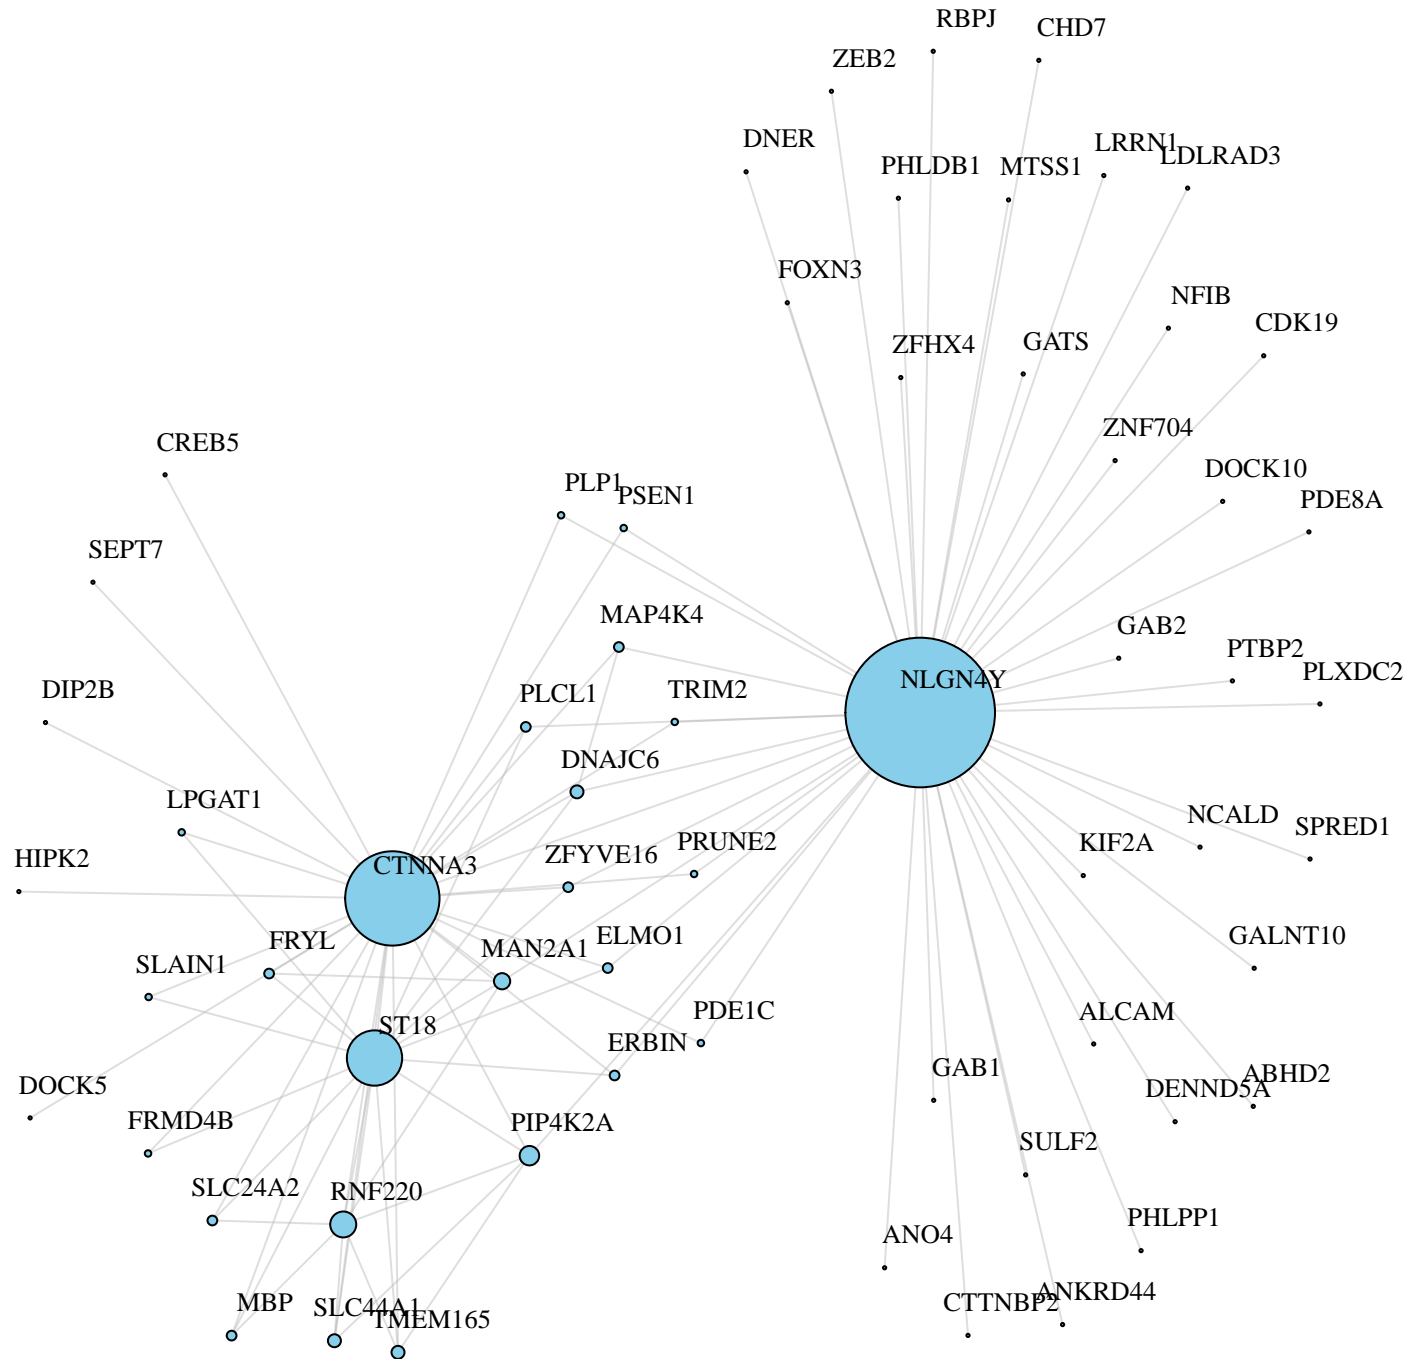 RBPJ
CHD7
ZEB2
DNER
PHLDB1
MTSS1
LRRN1
LDLRAD3
FOXN3
NFIB
CDK19
ZFHX4
GATS
ZNF704
CREB5
DOCK10
PLP1
PSEN1
PDE8A
SEPT7
MAP4K4
GAB2
PTBP2
PLXDC2
NLGN4Y
DIP2B
PLCL1
TRIM2
DNAJC6
LPGAT1
NCALD
SPRED1
HIPK2
CTNNA3
ZFYVE16
PRUNE2
KIF2A
FRYL
MAN2A1
ELMO1
GALNT10
SLAIN1
ST18
PDE1C
ALCAM
ERBIN
GAB1
DOCK5
DENND5A
ABHD2
FRMD4B
PIP4K2A
SULF2
SLC24A2
RNF220
PHLPP1
ANO4
MBP
SLC44A1
TMEM165
CTTNBP2
ANKRD44